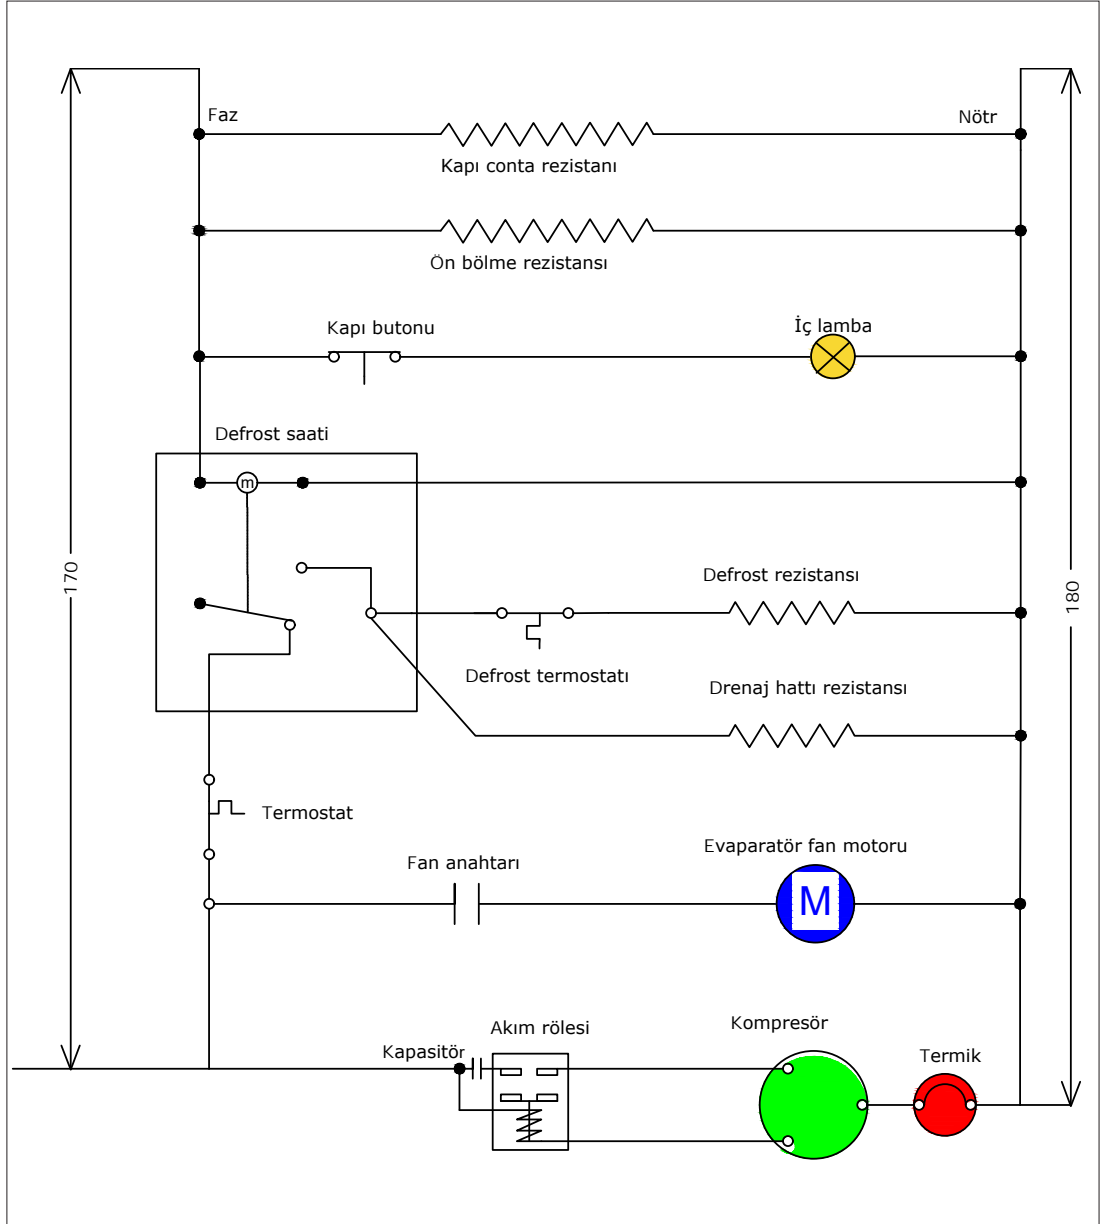 Faz
Nötr
Kapı conta rezistanı
Ön bölme rezistansı
Kapı butonu
İç lamba
Defrost saati
m
170
180
Defrost rezistansı
Defrost termostatı
Drenaj hattı rezistansı
Termostat
Fan anahtarı
Evaparatör fan motoru
M
Akım rölesi
Kompresör
Kapasitör
Termik